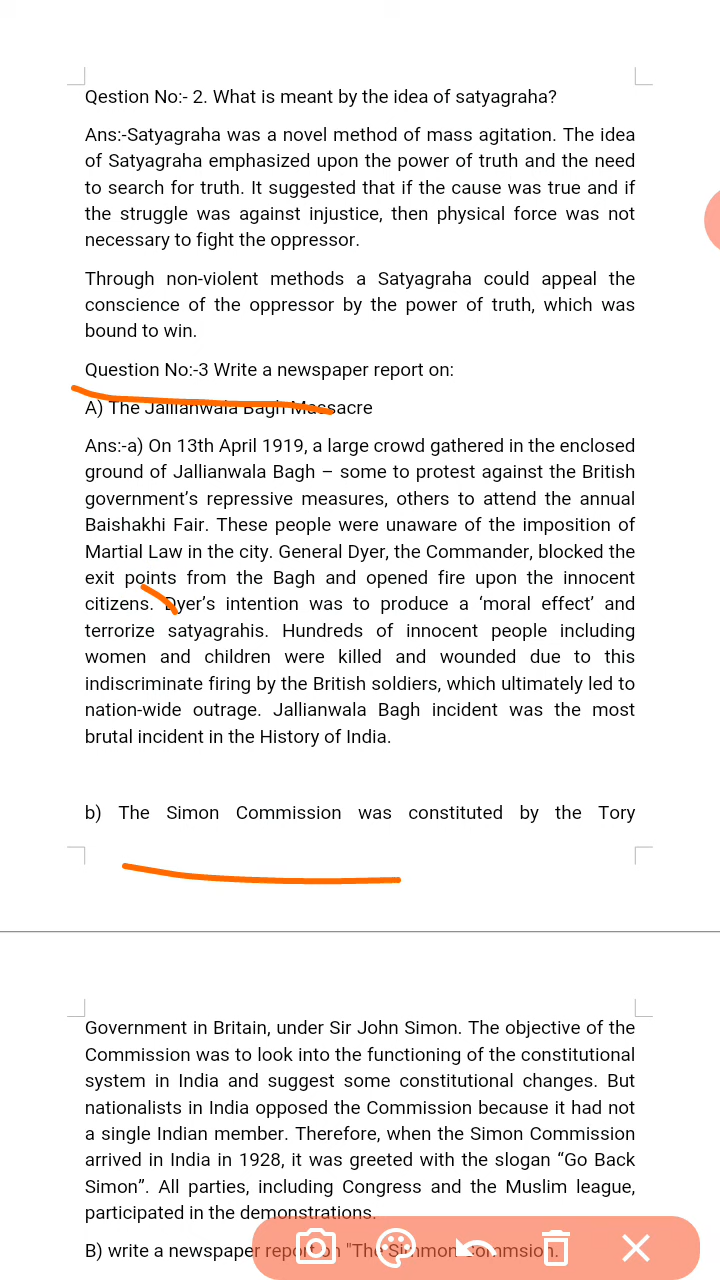 Qestion No:- 2. What is meant by the idea of satyagraha?
Ans:-Satyagraha was a novel method of mass agitation. The idea
of Satyagraha emphasized upon the power of truth and the need
to search for truth. It suggested that if the cause was true and if
the struggle was against injustice, then physical force was not
necessary to fight the oppressor.
Through non-violent methods a Satyagraha could appeal the
conscience of the oppressor by the power of truth, which was
bound to win.
Question No:-3 Write a newspaper report on:
A) The Jallianwala Bagh Massacre
Ans:-a) On 13th April 1919, a large crowd gathered in the enclosed
ground of Jallianwala Bagh – some to protest against the British
government’s repressive measures, others to attend the annual
Baishakhi Fair. These people were unaware of the imposition of
Martial Law in the city. General Dyer, the Commander, blocked the
exit points from the Bagh and opened fire upon the innocent
citizens. Dyer’s intention was to produce a ‘moral effect’ and
terrorize satyagrahis. Hundreds of innocent people including
women and children were killed and wounded due to this
indiscriminate firing by the British soldiers, which ultimately led to
nation-wide outrage. Jallianwala Bagh incident was the most
brutal incident in the History of India.
b) The Simon Commission was constituted by the Tory
Government in Britain, under Sir John Simon. The objective of the
Commission was to look into the functioning of the constitutional
system in India and suggest some constitutional changes. But
nationalists in India opposed the Commission because it had not
a single Indian member. Therefore, when the Simon Commission
arrived in India in 1928, it was greeted with the slogan “Go Back
Simon”. All parties, including Congress and the Muslim league,
participated in the demonstrations.
B) write a newspaper report on "The